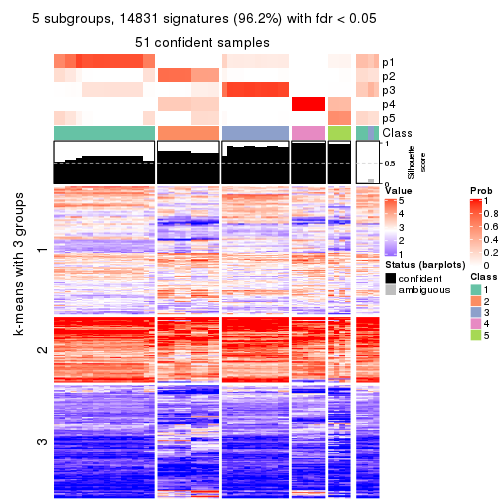 5 subgroups, 14831 signatures (96.2%) with fdr < 0.05
51 confident samples
p1
p2
p3
p4
p5
Class
1
0.5
0
Silhouette
score
k-means with 3 groups
1
2
3
Value
5
4
3
2
1
Status (barplots)
confident
ambiguous
Prob
1
0.8
0.6
0.4
0.2
0
Class
1
2
3
4
5